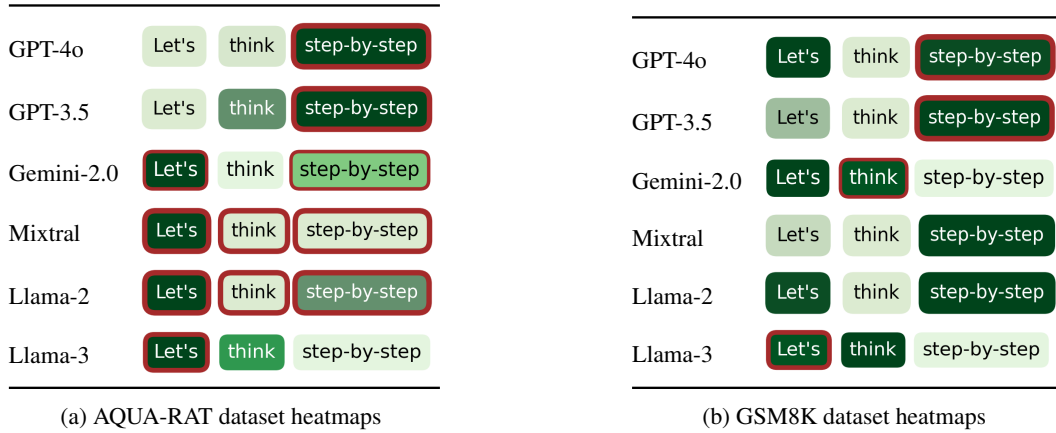 GPT-4o Let's think step-by-step
GPT-3.5 Let's think step-by-step
Gemini-2.0 Let's think step-by-step
Mixtral Let's think step-by-step
Llama-2 Let's think step-by-step
Llama-3 Let's think step-by-step
(a) AQUA-RAT dataset heatmaps
GPT-4o Let's think step-by-step
GPT-3.5 Let's think step-by-step
Gemini-2.0 Let's think step-by-step
Mixtral Let's think step-by-step
Llama-2 Let's think step-by-step
Llama-3 Let's think step-by-step
(b) GSM8K dataset heatmaps